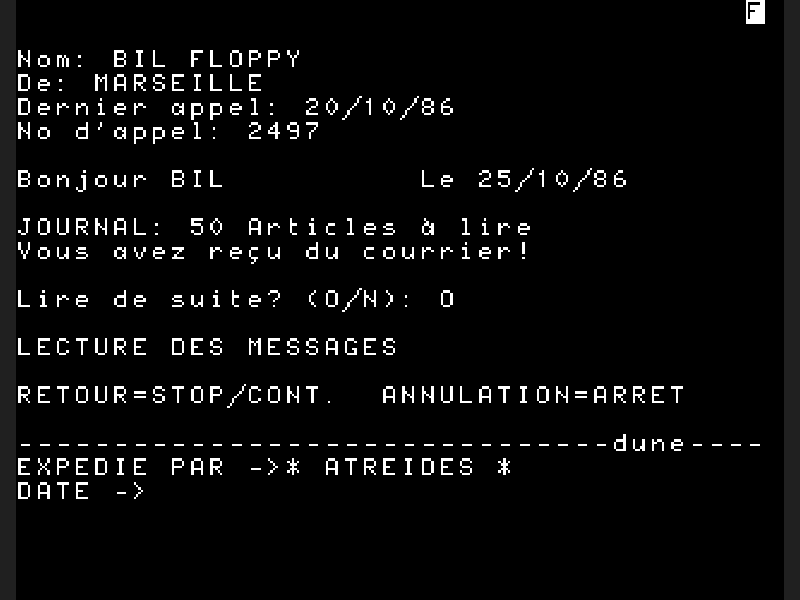 F
Nom: BIL FLOPPY
De: MARSEILLE
Dernier appel: 20/10/86
No d'appel: 2497
Bonjour BIL Le 25/10/86
JOURNAL: 50 Articles à lire
Vous avez reçu du courrier!
Lire de suite? (O/N): O
LECTURE DES MESSAGES
RETOUR=STOP/CONT. ANNULATION=ARRET
-------------------------------dune----
EXPEDIE PAR ->* ATREIDES *
DATE ->